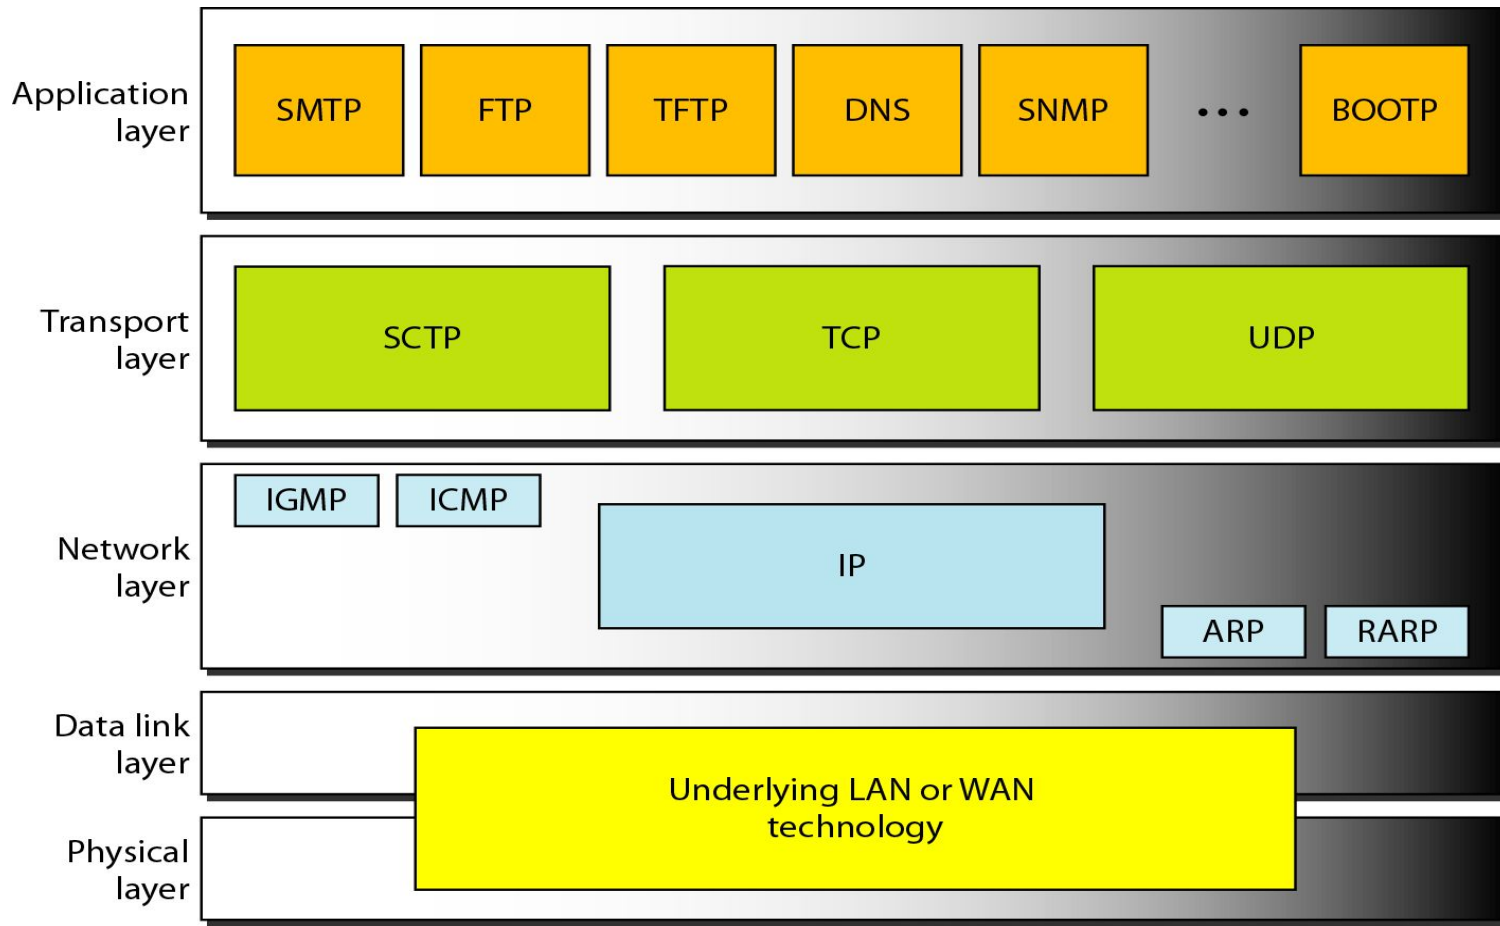 Application
layer
SMTP
FTP
TFTP
DNS
SNMP
...
BOOTP
Transport
layer
SCTP
TCP
UDP
Network
layer
IGMP
ICMP
IP
ARP
RARP
Data link
layer
Underlying LAN or WAN
technology
Physical
layer